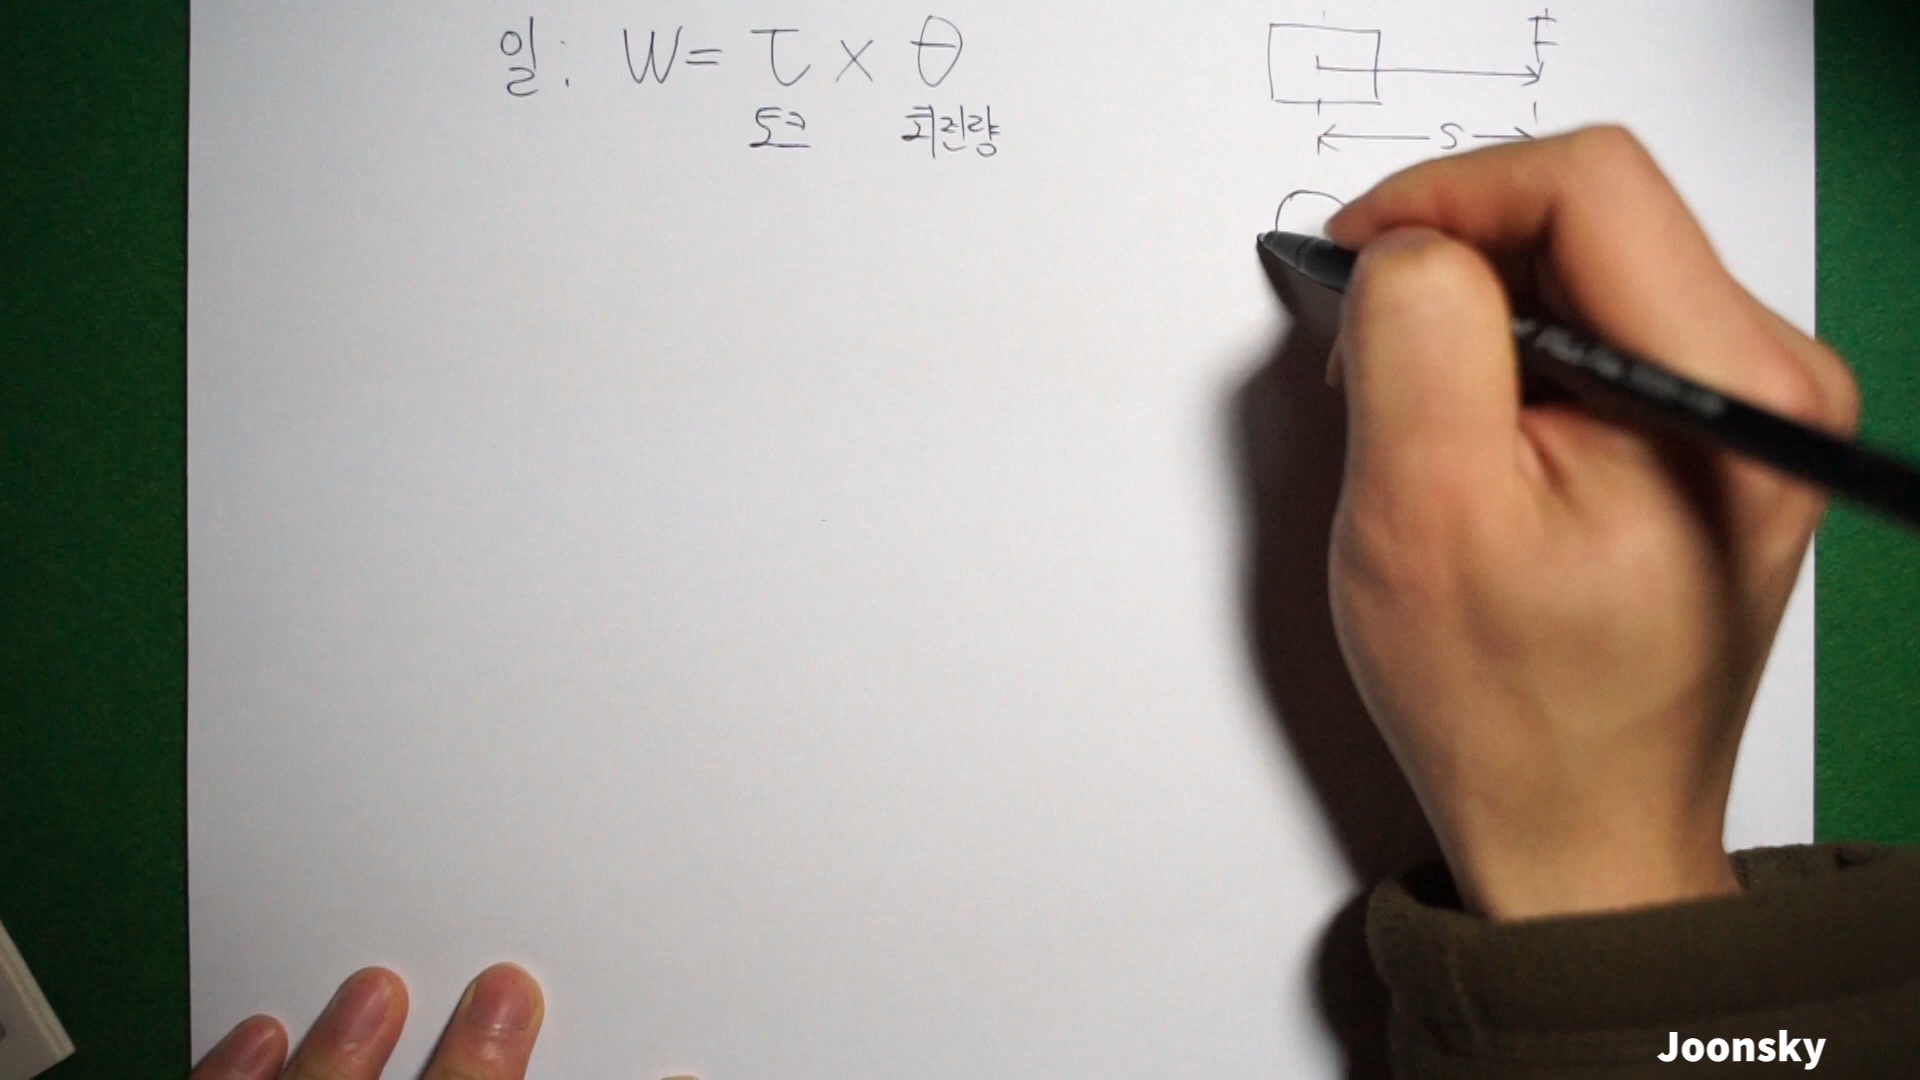 일: W = τ × θ
토크 회전량
F
S
Joonsky